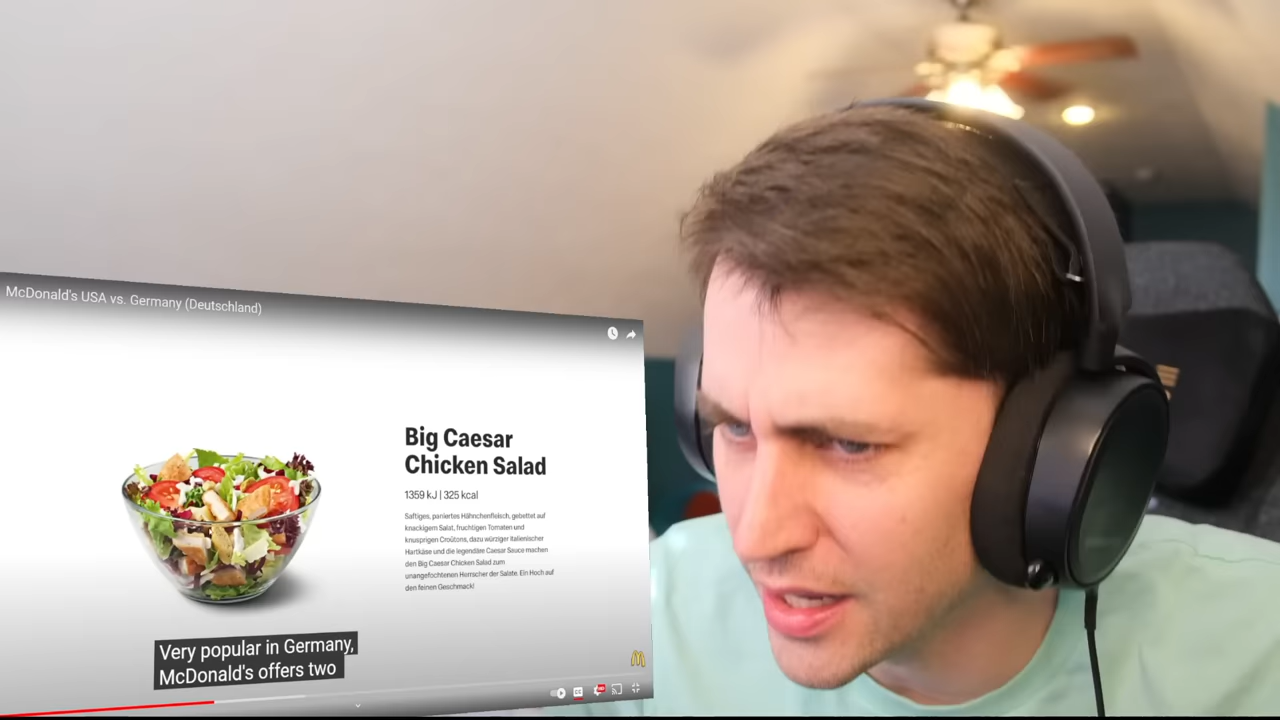 McDonald's USA vs. Germany (Deutschland)
Big Caesar
Chicken Salad
1359 kJ | 325 kcal
Saftiges, paniertes Hähnchenfleisch, gebettet auf
knackigem Salat, fruchtigen Tomaten und
knusprigen Croûtons, dazu würziger italienischer
Hartkäse und die legendäre Caesar Sauce machen
den Big Caesar Chicken Salad zum
unangefochtenen Herrscher der Salate. Ein Hoch auf
den feinen Geschmack!
Very popular in Germany,
McDonald's offers two